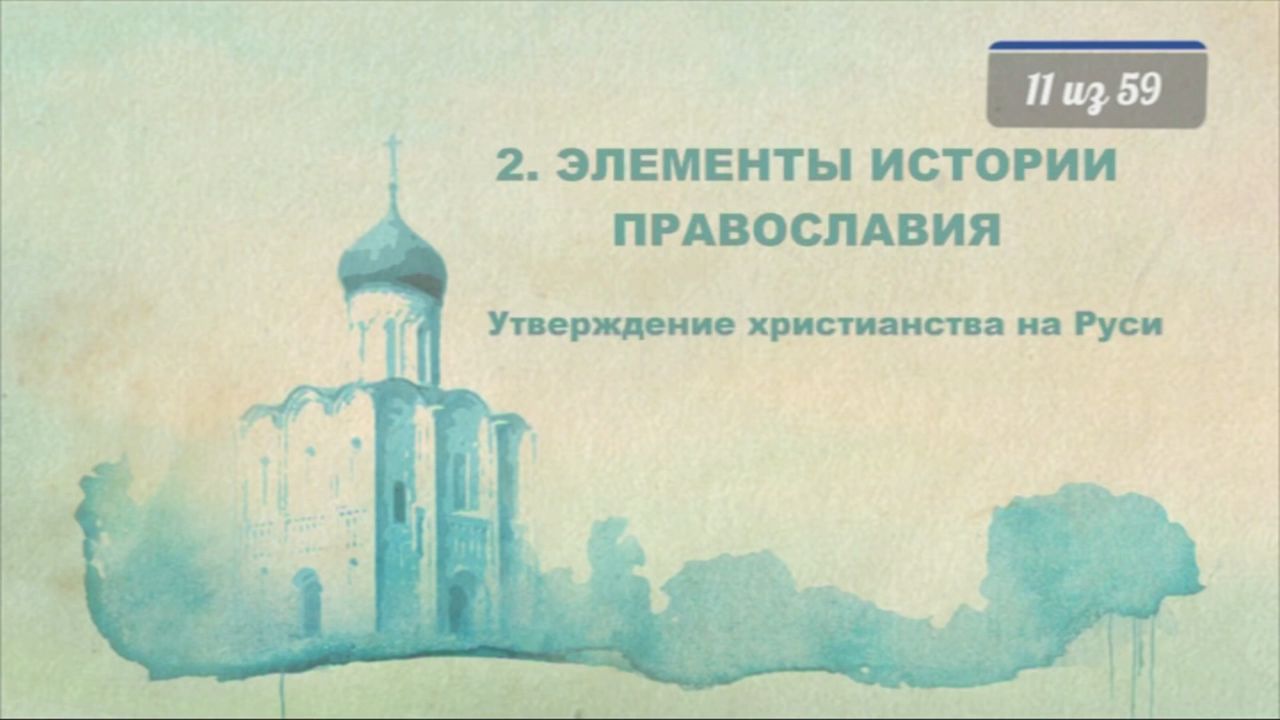 11 из 59
2. ЭЛЕМЕНТЫ ИСТОРИИ
ПРАВОСЛАВИЯ
Утверждение христианства на Руси